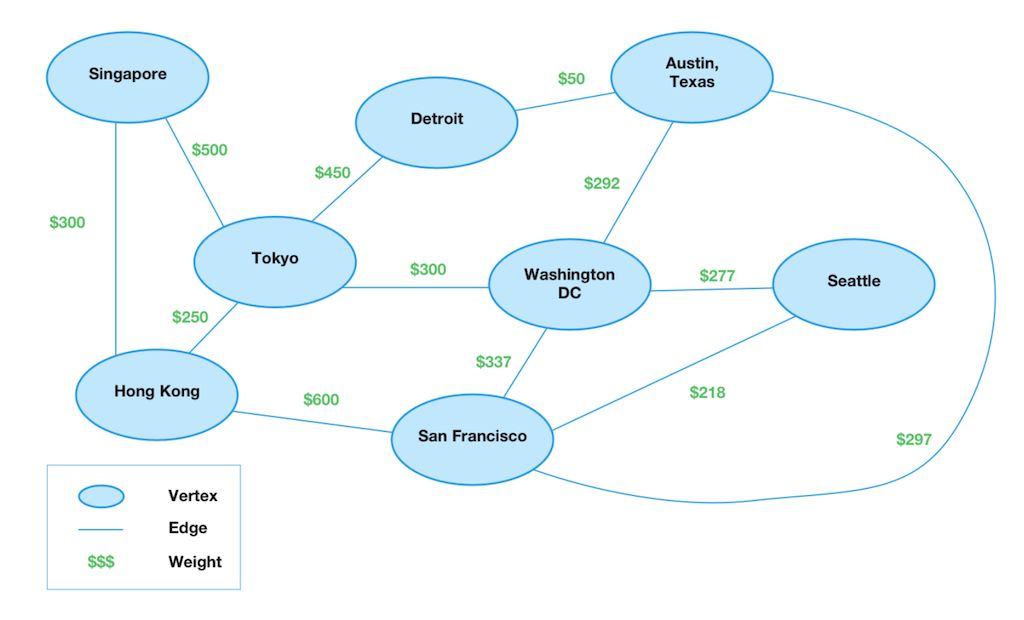 Singapore
Austin,
Texas
$50
Detroit
$500
$450
$292
$300
Tokyo
$300
Washington
DC
$277
Seattle
$250
$337
Hong Kong
$600
$218
San Francisco
$297
Vertex
Edge
$$$ Weight